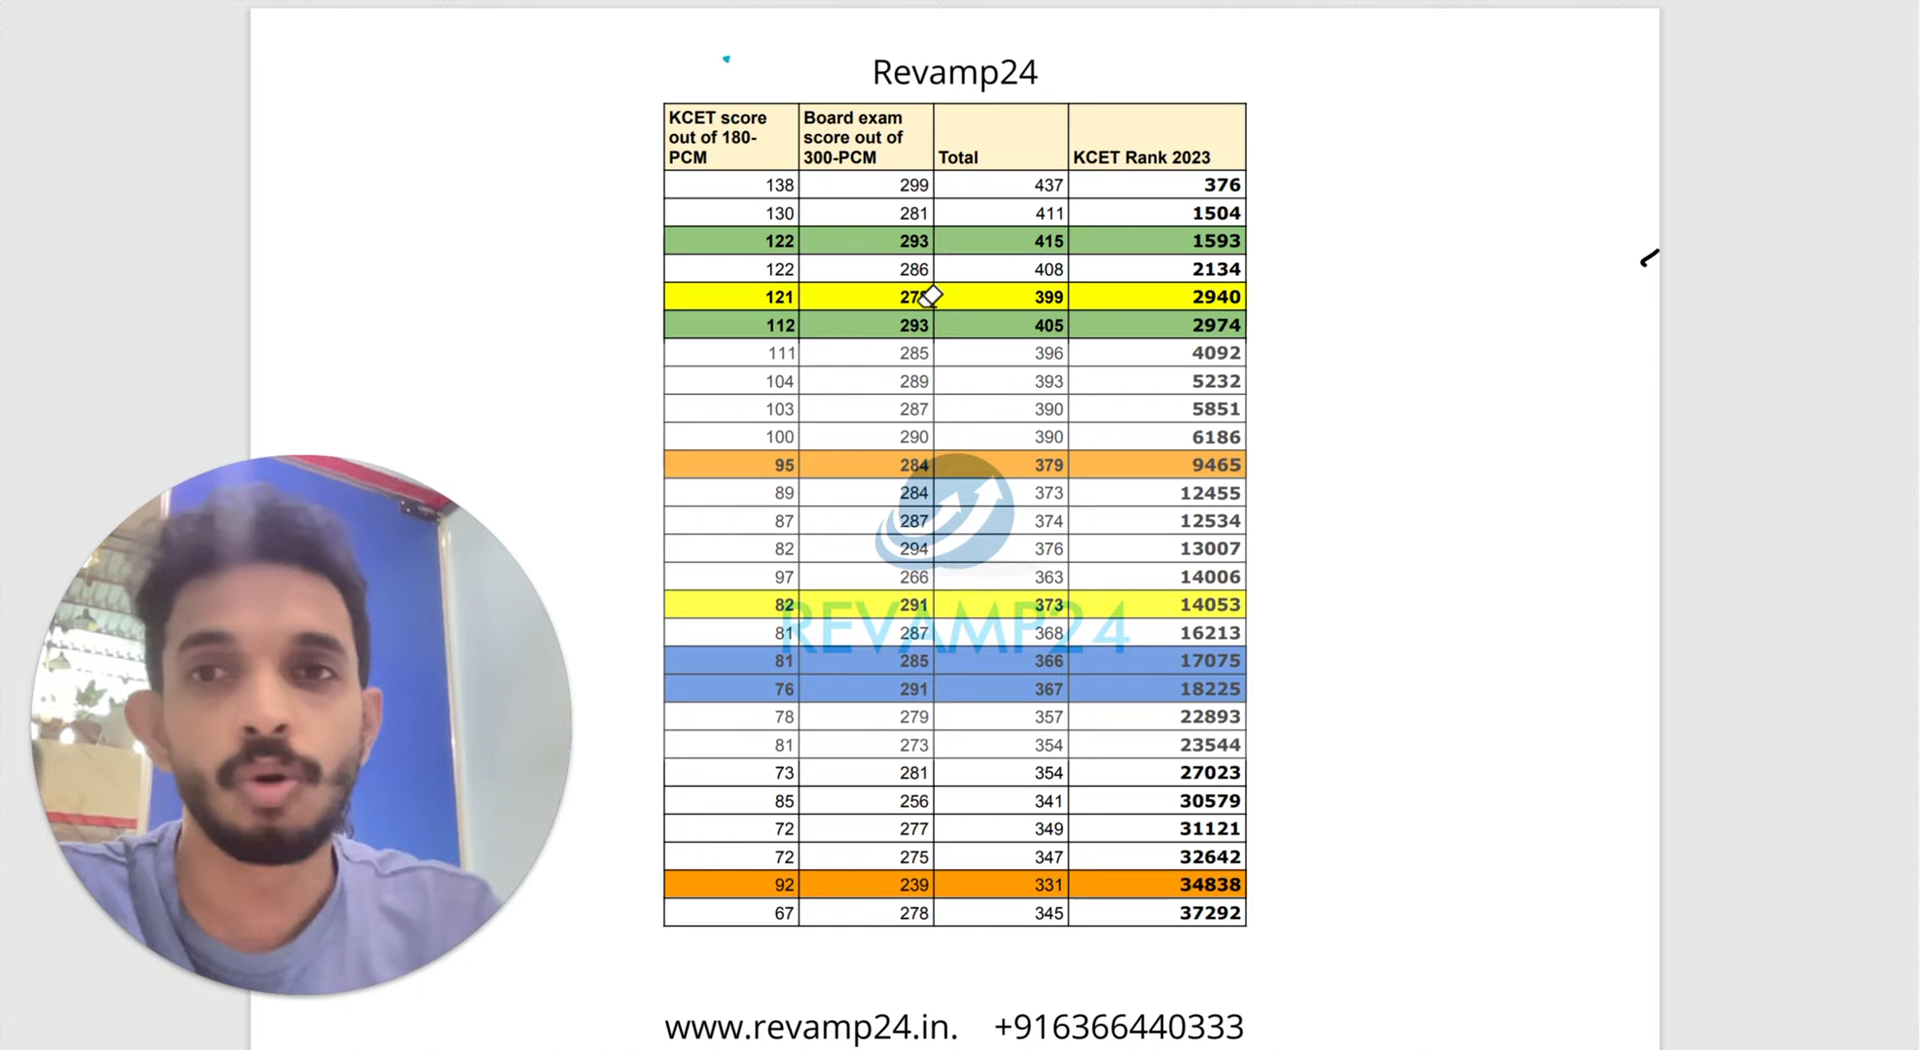 Revamp24
KCET score out of 180-PCM Board exam score out of 300-PCM Total KCET Rank 2023
138 299 437 376
130 281 411 1504
122 293 415 1593
122 286 408 2134
121 399 2940
112 293 405 2974
111 285 396 4092
104 289 393 5232
103 287 390 5851
100 290 390 6186
95 284 379 9465
89 284 373 12455
87 287 374 12534
82 294 376 13007
97 266 363 14006
82 291 373 14053
81 287 368 16213
81 285 366 17075
76 291 367 18225
78 279 357 22893
81 273 354 23544
73 281 354 27023
85 256 341 30579
72 277 349 31121
72 275 347 32642
92 239 331 34838
67 278 345 37292
REVAMP24
www.revamp24.in. +916366440333